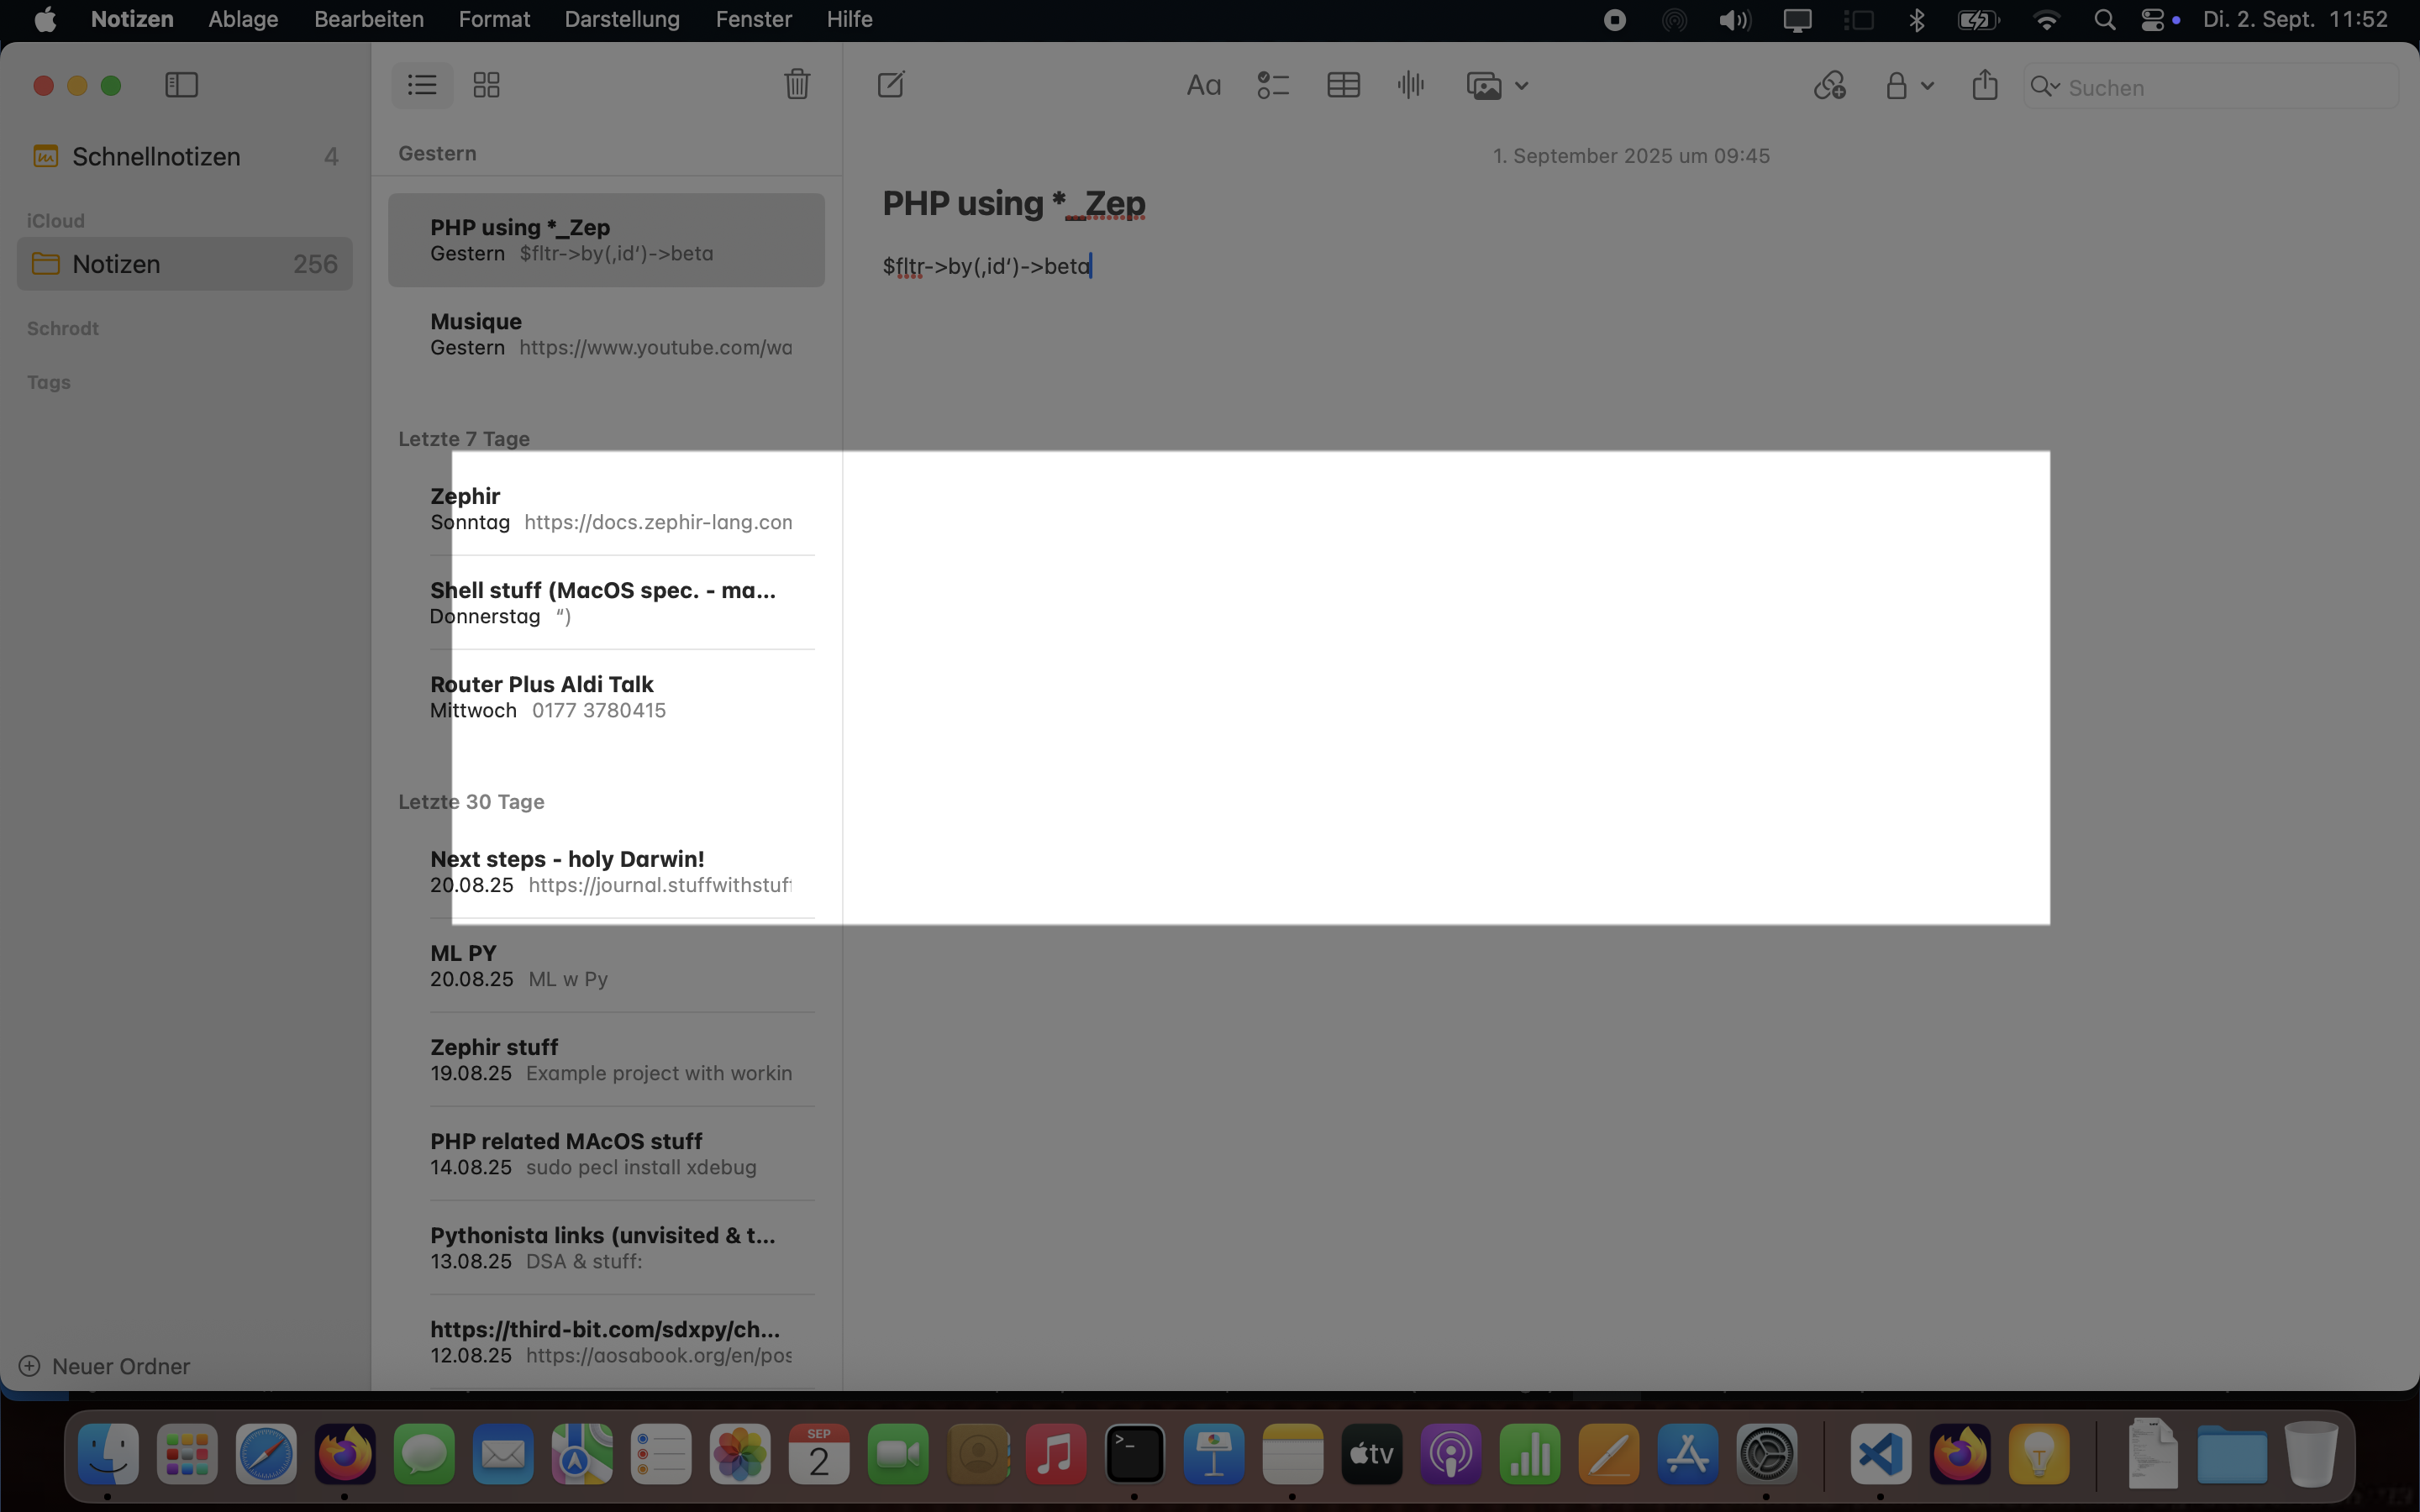 Notizen Ablage Bearbeiten Format Darstellung Fenster Hilfe Di. 2. Sept. 11:52
Suchen
Schnellnotizen 4
iCloud
Notizen 256
Schrodt
Tags
Neuer Ordner
Gestern
PHP using *_Zep
Gestern $fltr->by(‚id‘)->beta
Musique
Gestern https://www.youtube.com/wa
Letzte 7 Tage
Zephir
Sonntag https://docs.zephir-lang.con
Shell stuff (MacOS spec. - ma...
Donnerstag “)
Router Plus Aldi Talk
Mittwoch 0177 3780415
Letzte 30 Tage
Next steps - holy Darwin!
20.08.25 https://journal.stuffwithstuf
ML PY
20.08.25 ML w Py
Zephir stuff
19.08.25 Example project with workin
PHP related MAcOS stuff
14.08.25 sudo pecl install xdebug
Pythonista links (unvisited & t...
13.08.25 DSA & stuff:
https://third-bit.com/sdxpy/ch...
12.08.25 https://aosabook.org/en/pos
Aa
1. September 2025 um 09:45
PHP using *_Zep
$fltr->by(‚id‘)->beta
SEP
2
tv